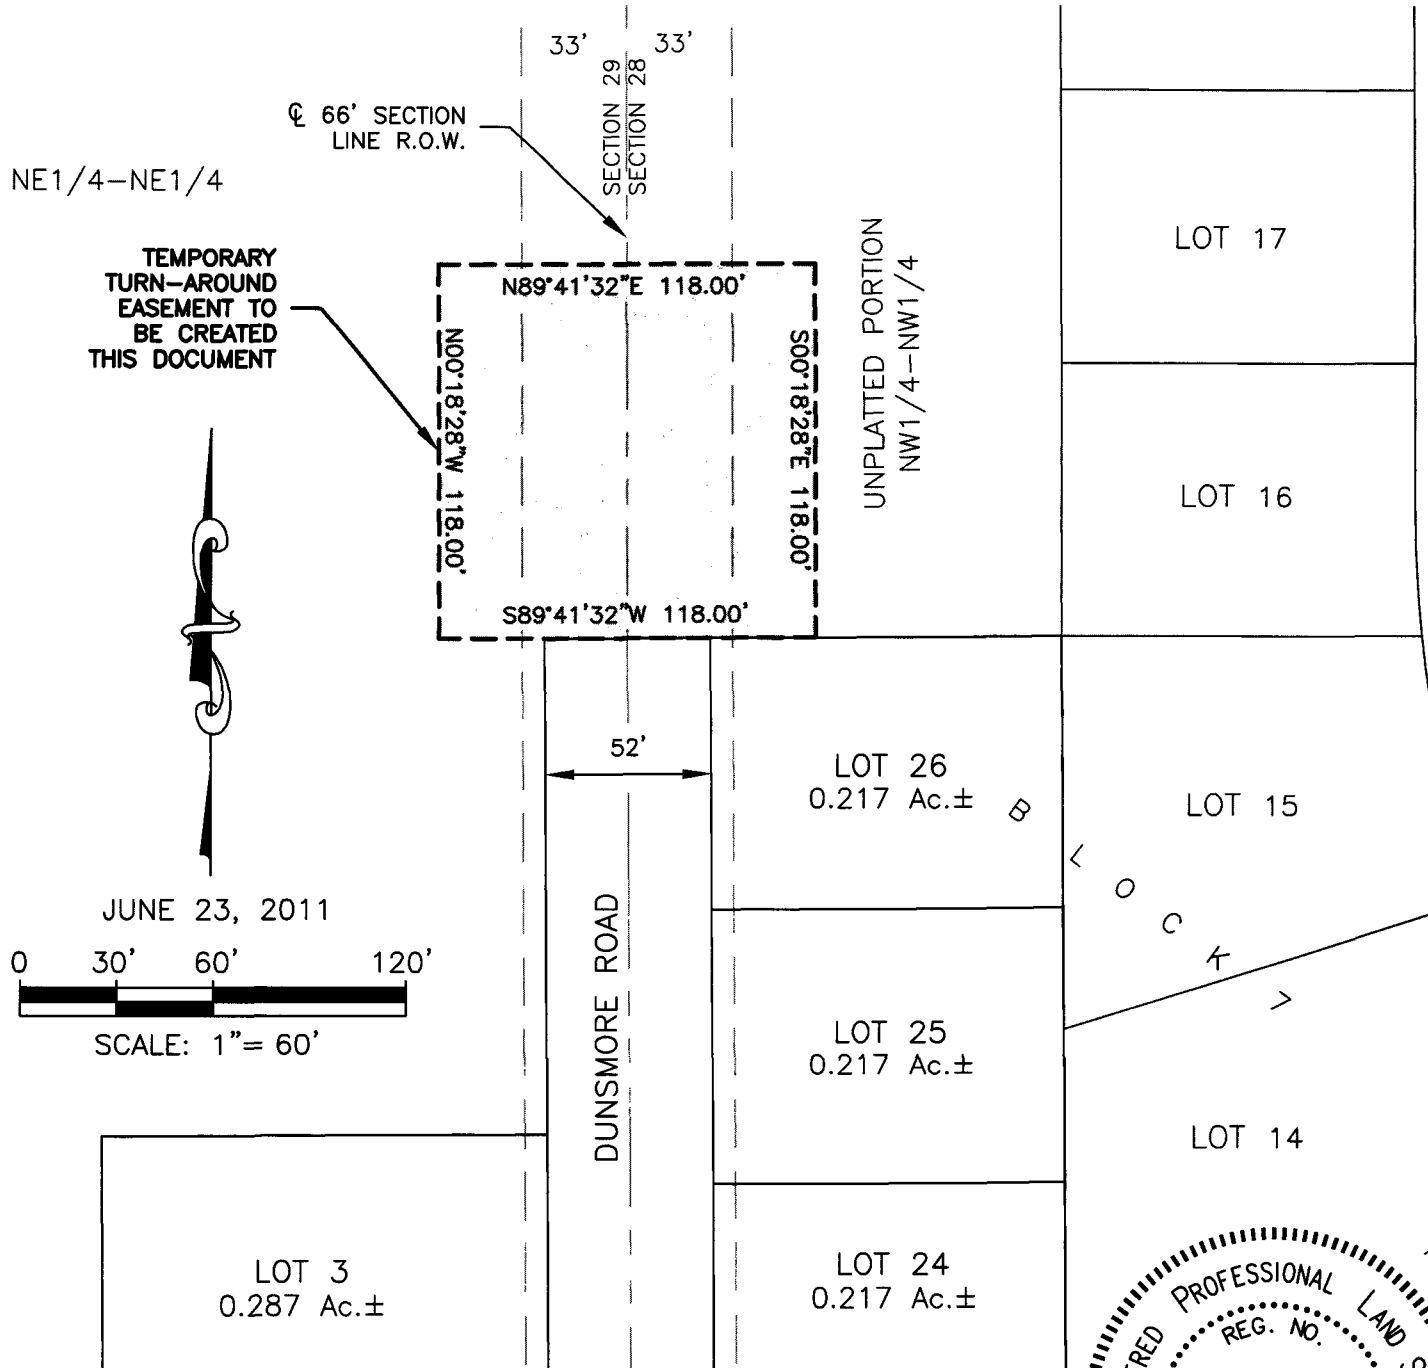 33'
33'
SECTION 29
SECTION 28
℄ 66' SECTION
LINE R.O.W.
NE1/4-NE1/4
TEMPORARY
TURN-AROUND
EASEMENT TO
BE CREATED
THIS DOCUMENT
N89°41'32"E 118.00'
N00°18'28"W 118.00'
S00°18'28"E 118.00'
S89°41'32"W 118.00'
UNPLATTED PORTION
NW1/4-NW1/4
LOT 17
LOT 16
52'
LOT 26
0.217 Ac.±
LOT 15
BLOCK 7
JUNE 23, 2011
0 30' 60' 120'
SCALE: 1"= 60'
DUNSMORE ROAD
LOT 25
0.217 Ac.±
LOT 14
LOT 3
0.287 Ac.±
LOT 24
0.217 Ac.±
PROFESSIONAL LAND
REG. NO.